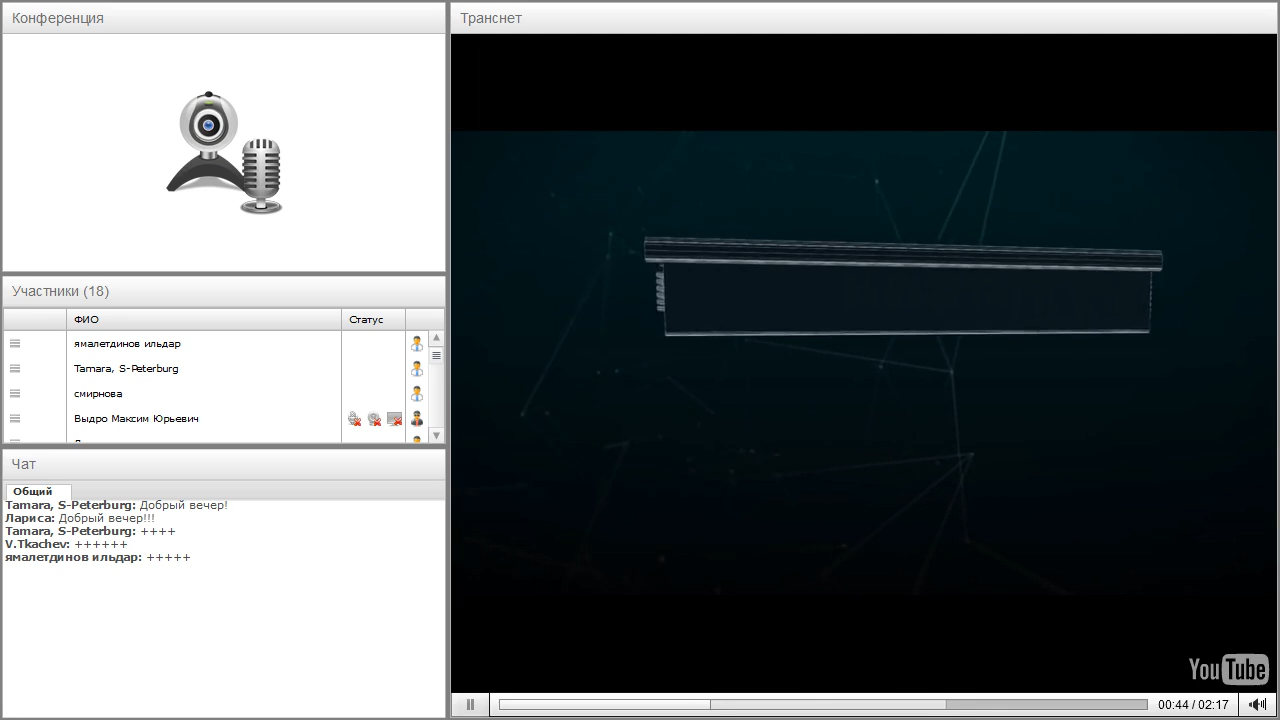 Конференция
Транснет
Участники (18)
ФИО
Статус
ямалетдинов ильдар
Tamara, S-Peterburg
смирнова
Выдро Максим Юрьевич
Чат
Общий
Tamara, S-Peterburg: Добрый вечер!
Лариса: Добрый вечер!!!
Tamara, S-Peterburg: ++++
V.Tkachev: ++++++
ямалетдинов ильдар: +++++
YouTube
00:44 / 02:17